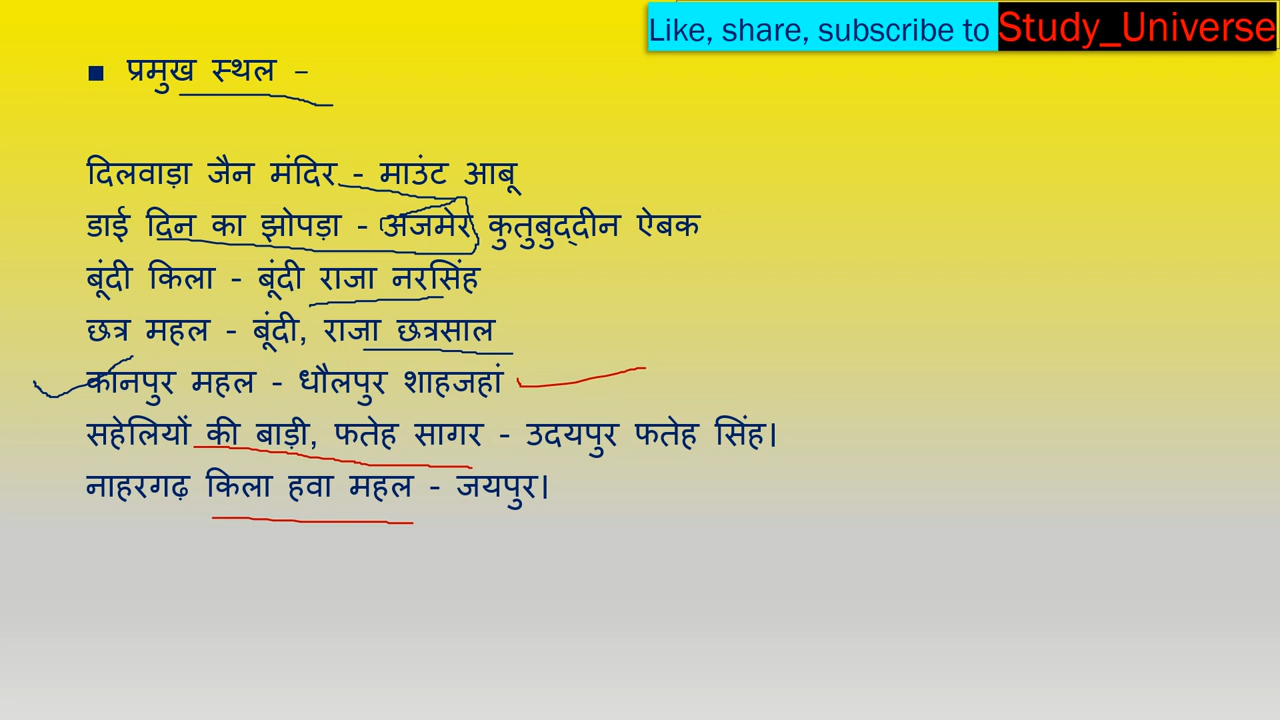 Like, share, subscribe to Study_Universe
▪ प्रमुख स्थल –
दिलवाड़ा जैन मंदिर - माउंट आबू
डाई दिन का झोपड़ा - अजमेर कुतुबुद्दीन ऐबक
बूंदी किला - बूंदी राजा नरसिंह
छत्र महल - बूंदी, राजा छत्रसाल
कानपुर महल - धौलपुर शाहजहां
सहेलियों की बाड़ी, फतेह सागर - उदयपुर फतेह सिंह।
नाहरगढ़ किला हवा महल - जयपुर।